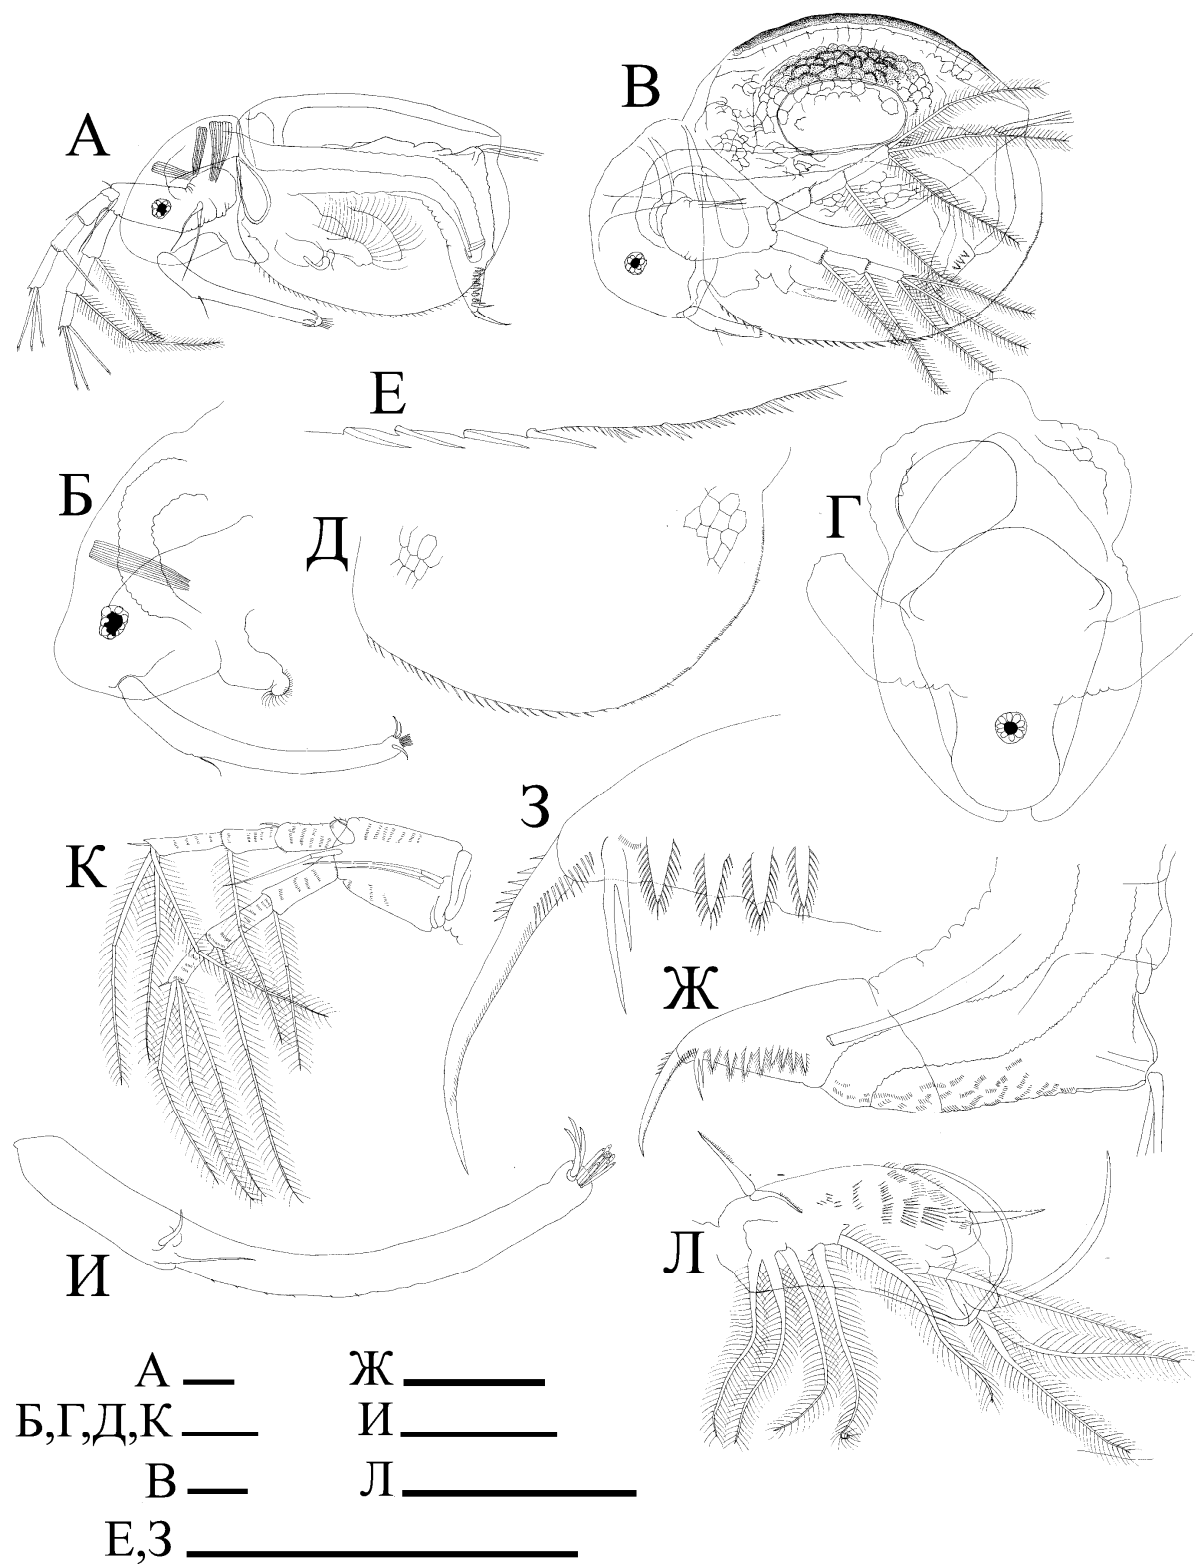 А
В
Е
Б
Д
Г
З
К
Ж
И
Л
А
Ж
Б,Г,Д,К
И
В
Л
Е,З